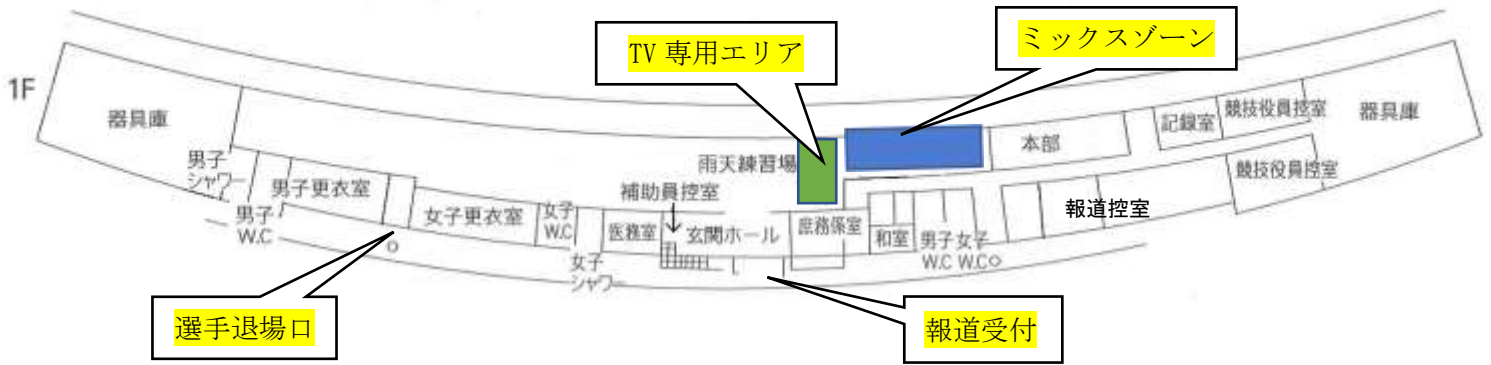 TV 専用エリア
ミックスゾーン
1F
器具庫
雨天練習場
本部
記録室
競技役員控室
器具庫
男子
シャワー
男子更衣室
男子
W.C
女子更衣室
女子
W.C
女子
シャワー
医務室
補助員控室
玄関ホール
庶務係室
和室
男子
W.C
女子
W.C
報道控室
競技役員控室
選手退場口
報道受付